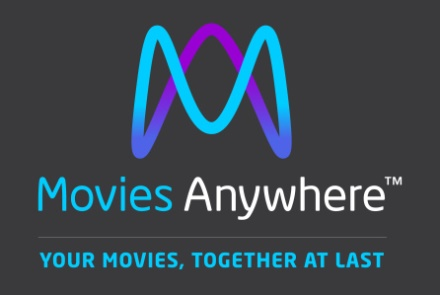 Movies Anywhere™
YOUR MOVIES, TOGETHER AT LAST